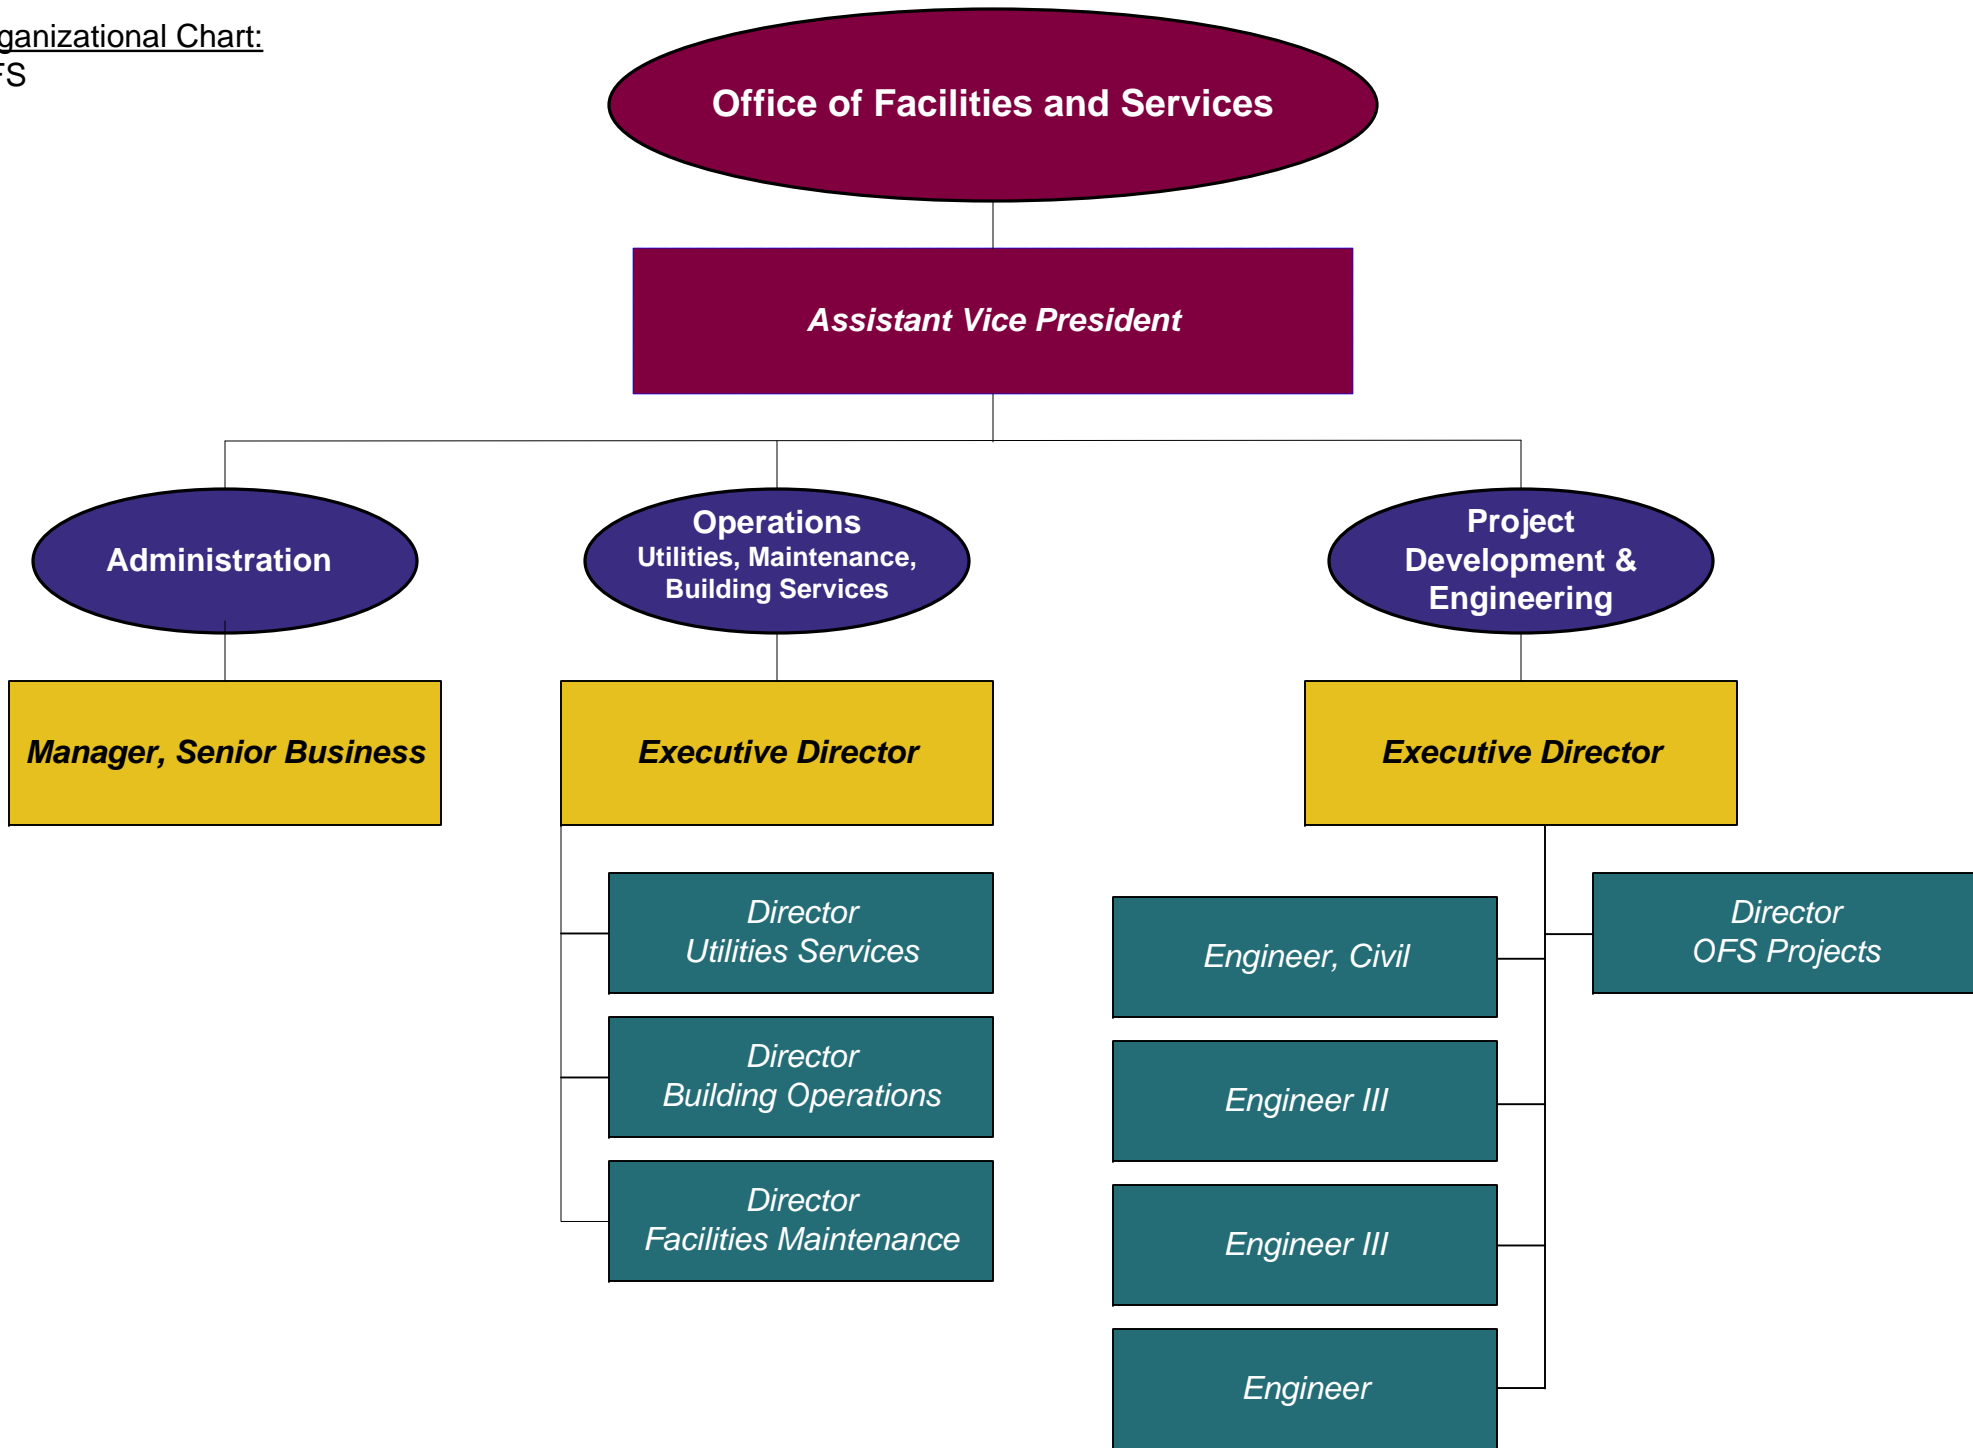 ganizational Chart:
FS
Office of Facilities and Services
Assistant Vice President
Administration
Operations
Utilities, Maintenance,
Building Services
Project
Development &
Engineering
Manager, Senior Business
Executive Director
Executive Director
Director
Utilities Services
Director
Building Operations
Director
Facilities Maintenance
Engineer, Civil
Engineer III
Engineer III
Engineer
Director
OFS Projects